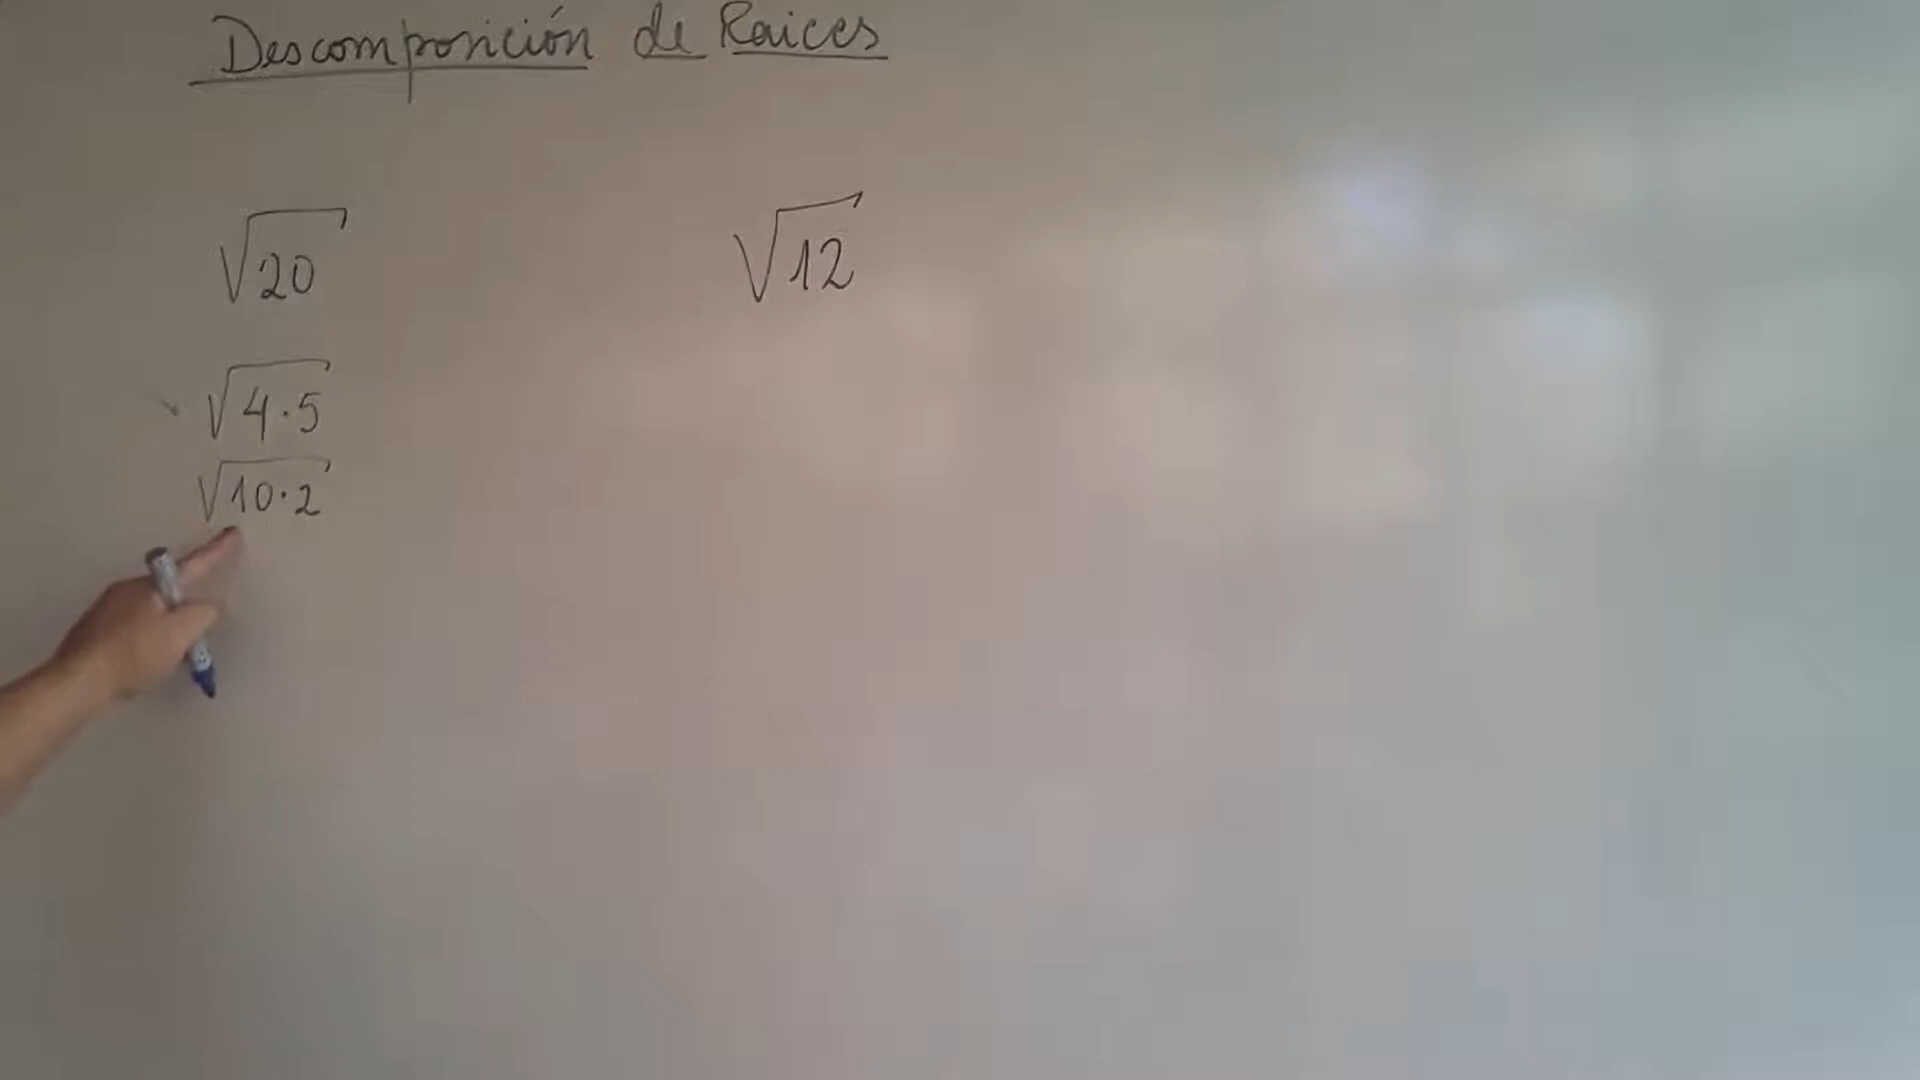 Descomposición de Raices
√20
√12
√4·5
√10·2